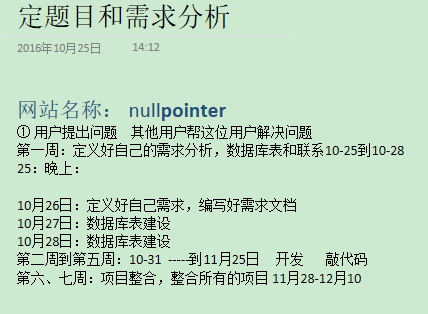 定题目和需求分析
2016年10月25日 14:12
网站名称： nullpointer
① 用户提出问题 其他用户帮这位用户解决问题
第一周：定义好自己的需求分析，数据库表和联系10-25到10-28
25：晚上：
10月26日：定义好自己需求，编写好需求文档
10月27日：数据库表建设
10月28日：数据库表建设
第二周到第五周：10-31 -----到11月25日 开发 敲代码
第六、七周：项目整合，整合所有的项目 11月28-12月10